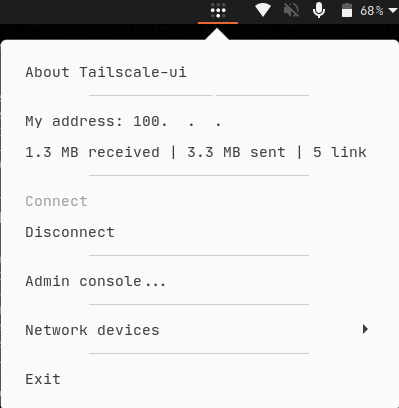 68%
About Tailscale-ui
My address: 100. . .
1.3 MB received | 3.3 MB sent | 5 link
Connect
Disconnect
Admin console...
Network devices
Exit